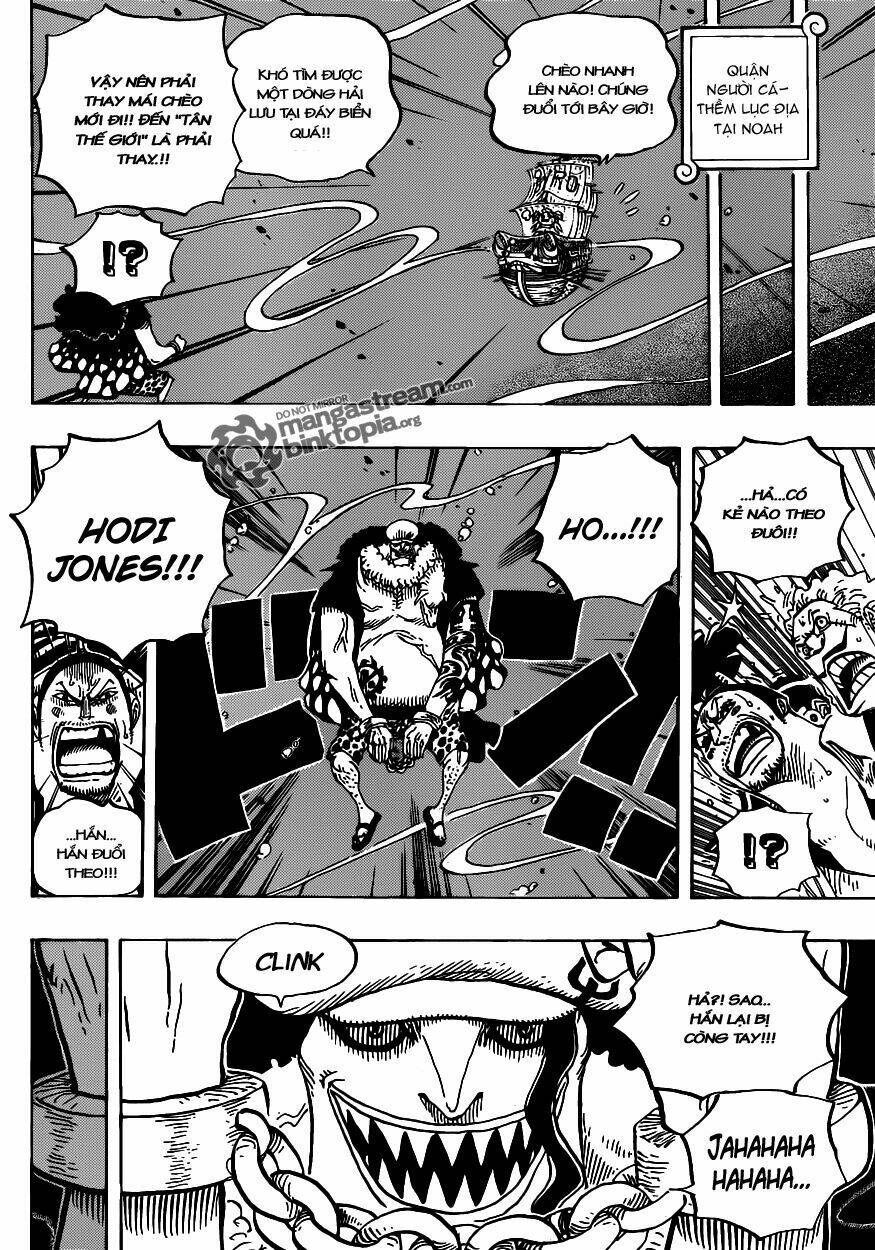 QUẬN
NGƯỜI CÁ-
THỀM LỤC ĐỊA
TẠI NOAH
CHÈO NHANH
LÊN NÀO! CHÚNG
ĐUỔI TỚI BÂY GIỜ!
KHÓ TÌM ĐƯỢC
MỘT DÒNG HẢI
LƯU TẠI ĐÁY BIỂN
QUÁ!!
VẬY NÊN PHẢI
THAY MÁI CHÈO
MỚI ĐI!! ĐẾN "TÂN
THẾ GIỚI" LÀ PHẢI
THAY.!!
!?
DO NOT MIRROR
mangastream.com
binktopia.org
...HẢ...CÓ
KẺ NÀO THEO
ĐUÔI!!
!?
HO...!!!
HODI
JONES!!!
...HẮN...
HẮN ĐUỔI
THEO!!!
HẢ?! SAO...
HẮN LẠI BỊ
CÒNG TAY!!!
CLINK
JAHAHAHA
HAHAHA...